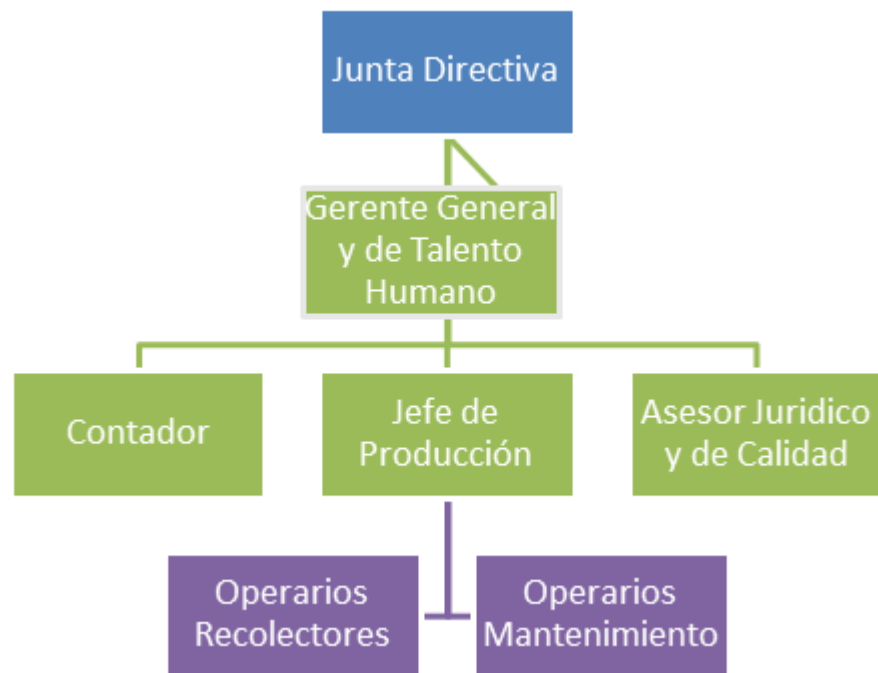 Junta Directiva
Gerente General
y de Talento
Humano
Contador
Jefe de
Producción
Asesor Juridico
y de Calidad
Operarios
Recolectores
Operarios
Mantenimiento